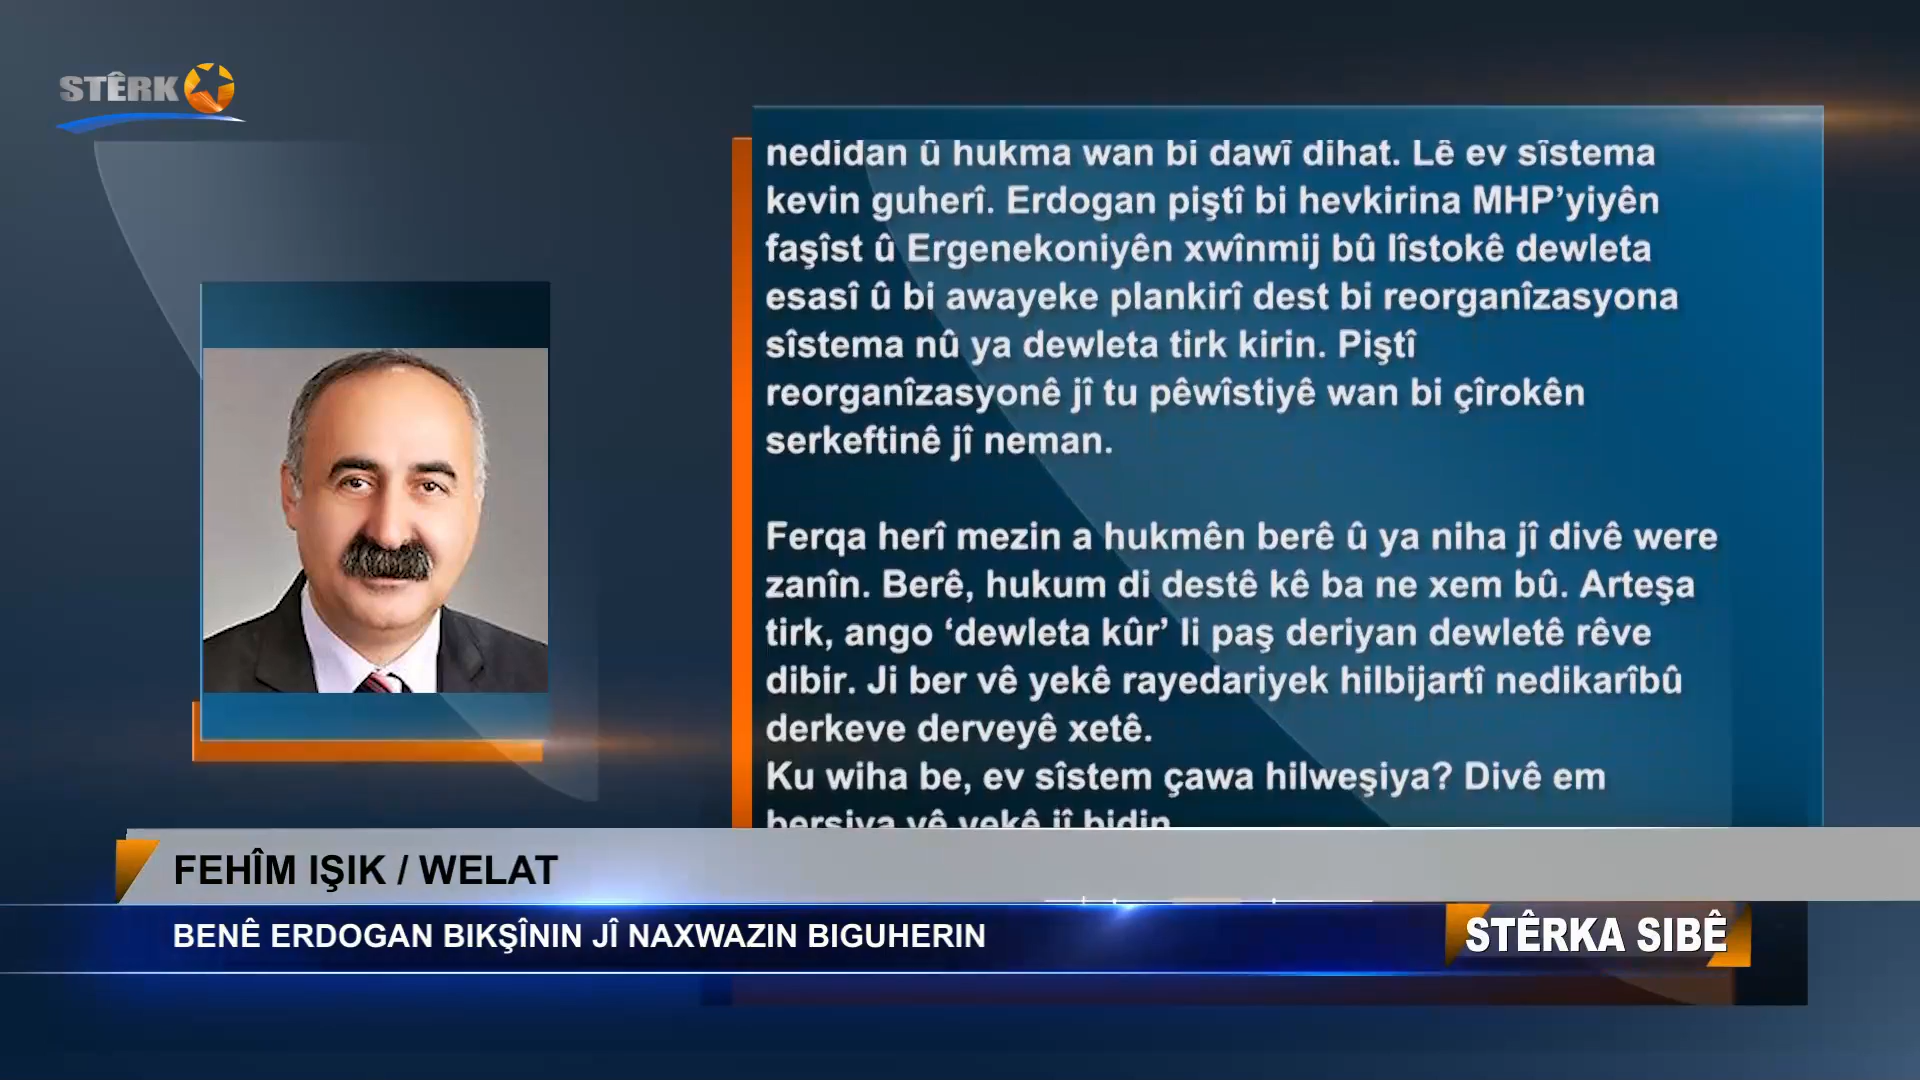 STÊRK
nedidan û hukma wan bi dawî dihat. Lê ev sîstema
kevin guherî. Erdogan piştî bi hevkirina MHP’yiyên
faşîst û Ergenekoniyên xwînmij bû lîstokê dewleta
esasî û bi awayeke plankirî dest bi reorganîzasyona
sîstema nû ya dewleta tirk kirin. Piştî
reorganîzasyonê jî tu pêwîstiyê wan bi çîrokên
serkeftinê jî neman.
Ferqa herî mezin a hukmên berê û ya niha jî divê were
zanîn. Berê, hukum di destê kê ba ne xem bû. Arteşa
tirk, ango ‘dewleta kûr’ li paş deriyan dewletê rêve
dibir. Ji ber vê yekê rayedariyek hilbijartî nedikarîbû
derkeve derveyê xetê.
Ku wiha be, ev sîstem çawa hilweşiya? Divê em
bersiva vê yekê jî bidin
FEHÎM IŞIK / WELAT
BENÊ ERDOGAN BIKŞÎNIN JÎ NAXWAZIN BIGUHERIN
STÊRKA SIBÊ